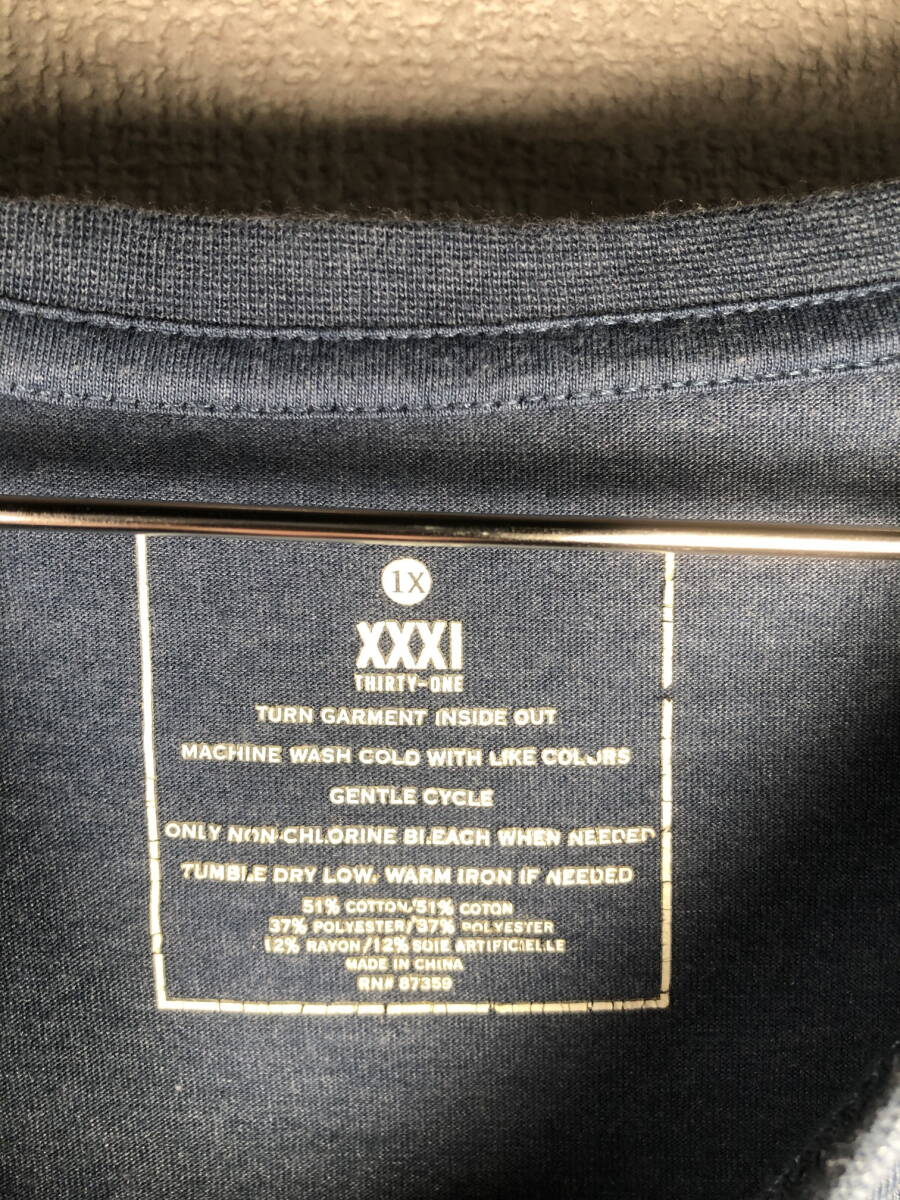 1X
XXXI
THIRTY-ONE
TURN GARMENT INSIDE OUT
MACHINE WASH COLD WITH LIKE COLORS
GENTLE CYCLE
ONLY NON-CHLORINE BLEACH WHEN NEEDED
TUMBLE DRY LOW. WARM IRON IF NEEDED
51% COTTON/51% COTON
37% POLYESTER/37% POLYESTER
12% RAYON/12% SOIE ARTIFICIELLE
MADE IN CHINA
RN# 87359